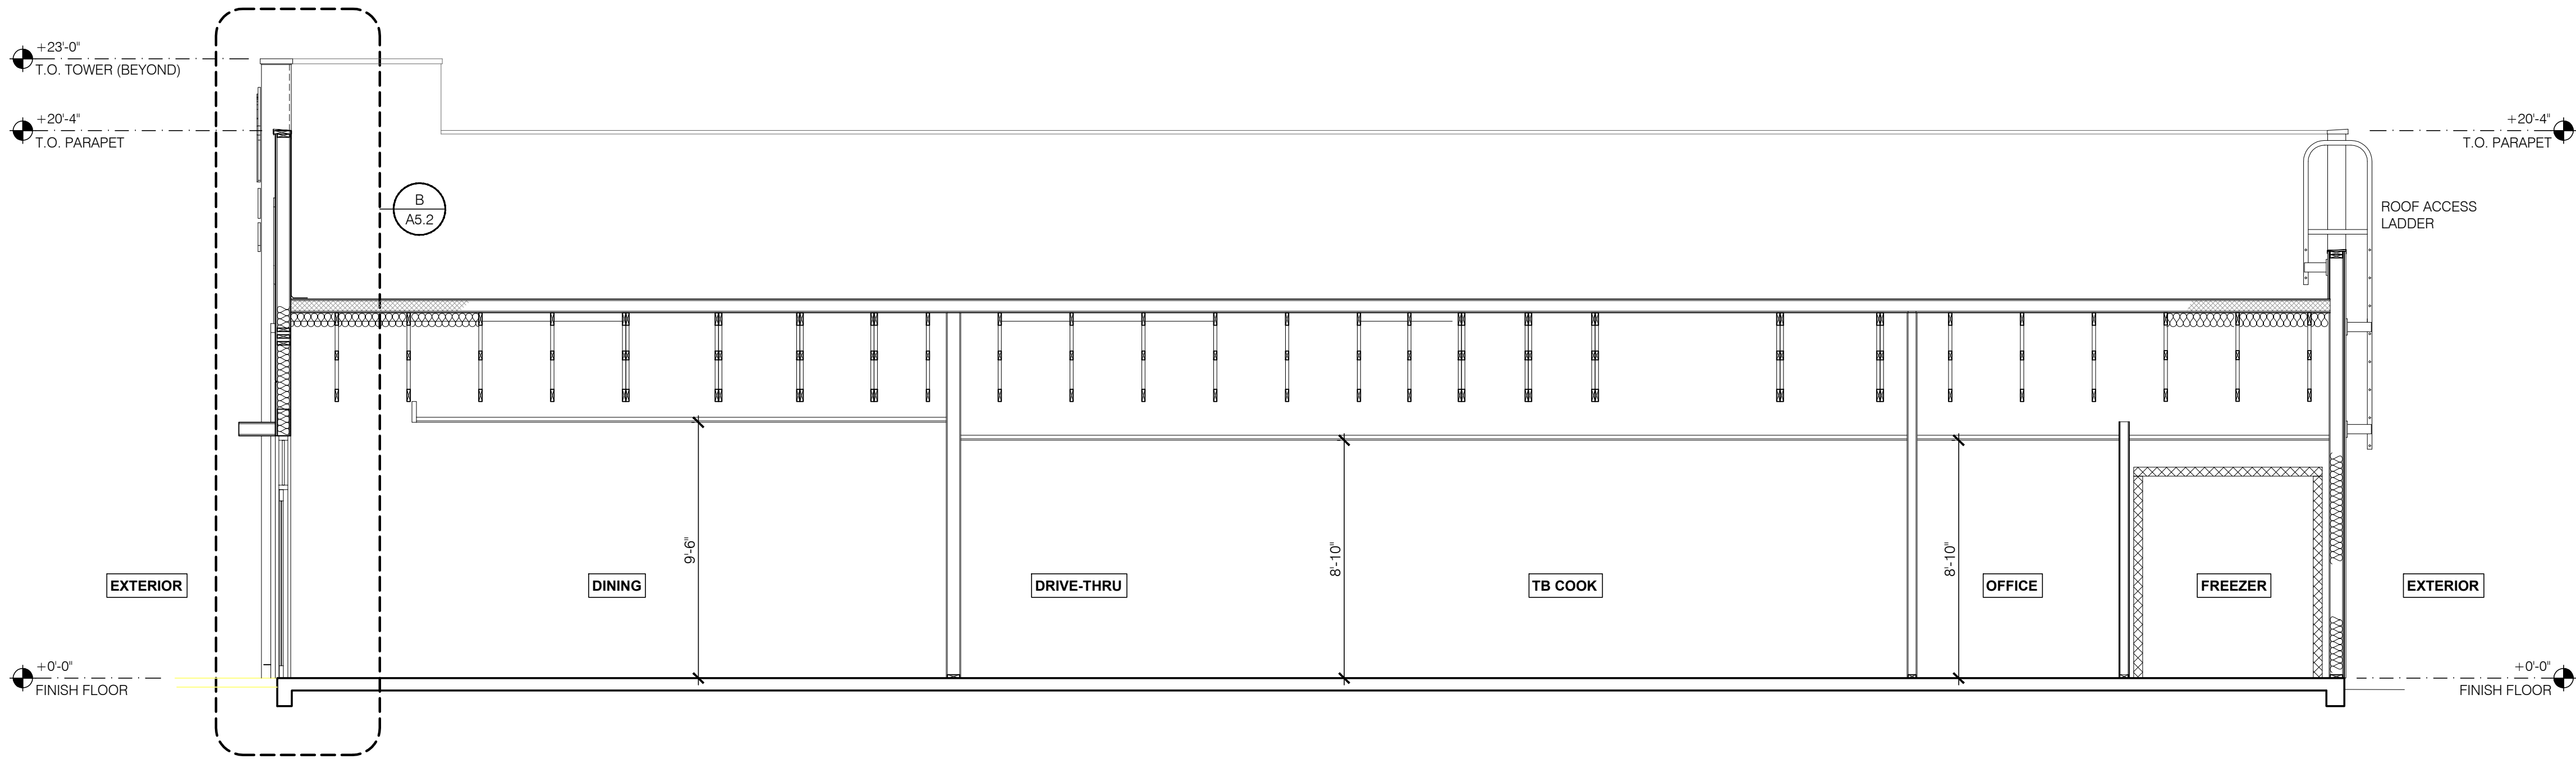 +23'-0"
T.O. TOWER (BEYOND)
+20'-4"
T.O. PARAPET
+20'-4"
T.O. PARAPET
B
A5.2
ROOF ACCESS
LADDER
9'-6"
8'-10"
8'-10"
EXTERIOR
DINING
DRIVE-THRU
TB COOK
OFFICE
FREEZER
EXTERIOR
+0'-0"
FINISH FLOOR
+0'-0"
FINISH FLOOR